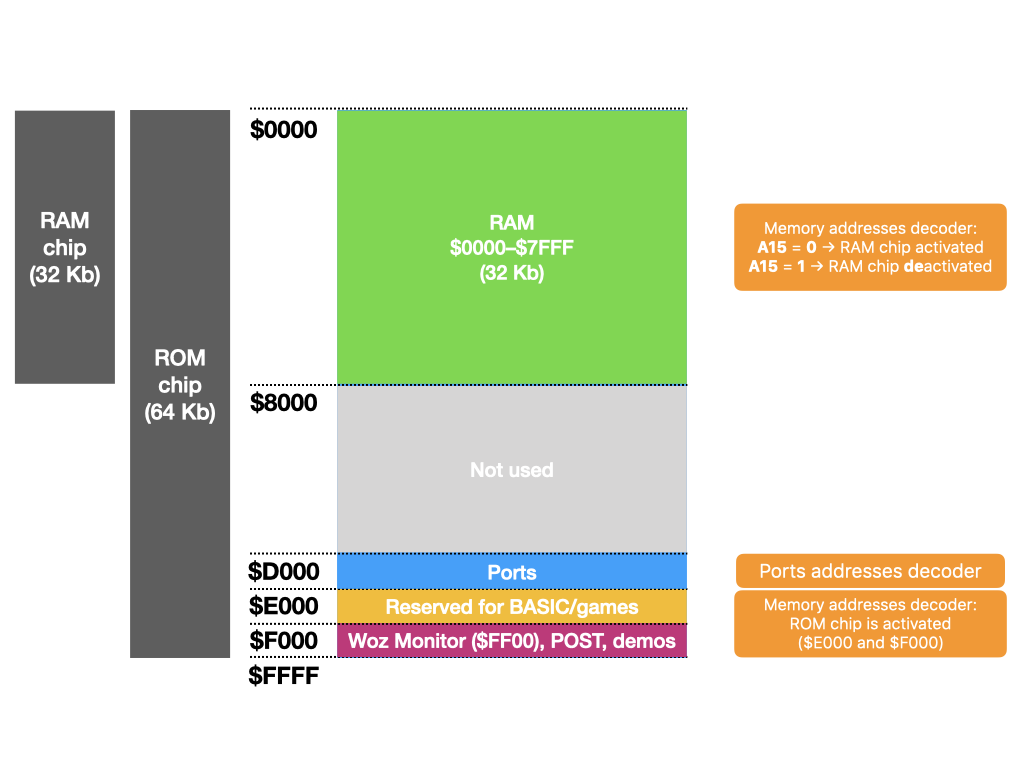 RAM
chip
(32 Kb)
ROM
chip
(64 Kb)
$0000
RAM
$0000–$7FFF
(32 Kb)
Memory addresses decoder:
A15 = 0 → RAM chip activated
A15 = 1 → RAM chip deactivated
$8000
Not used
$D000
Ports
Ports addresses decoder
$E000
Reserved for BASIC/games
Memory addresses decoder:
ROM chip is activated
($E000 and $F000)
$F000
Woz Monitor ($FF00), POST, demos
$FFFF